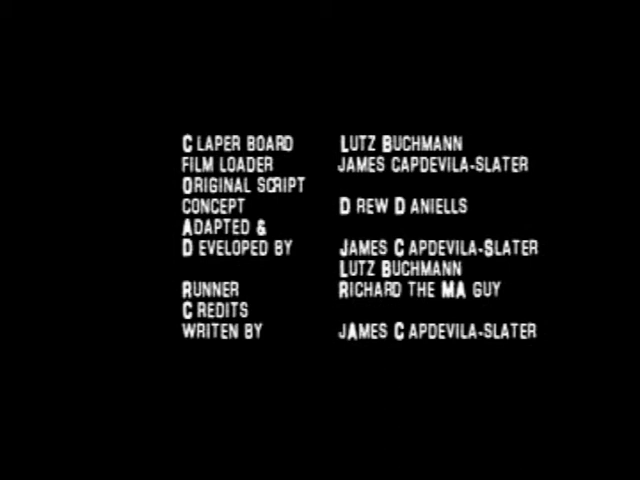 CLAPER BOARD LUTZ BUCHMANN
FILM LOADER JAMES CAPDEVILA-SLATER
ORIGINAL SCRIPT
CONCEPT DREW DANIELLS
ADAPTED &
DEVELOPED BY JAMES CAPDEVILA-SLATER
LUTZ BUCHMANN
RUNNER RICHARD THE MA GUY
CREDITS
WRITEN BY JAMES CAPDEVILA-SLATER